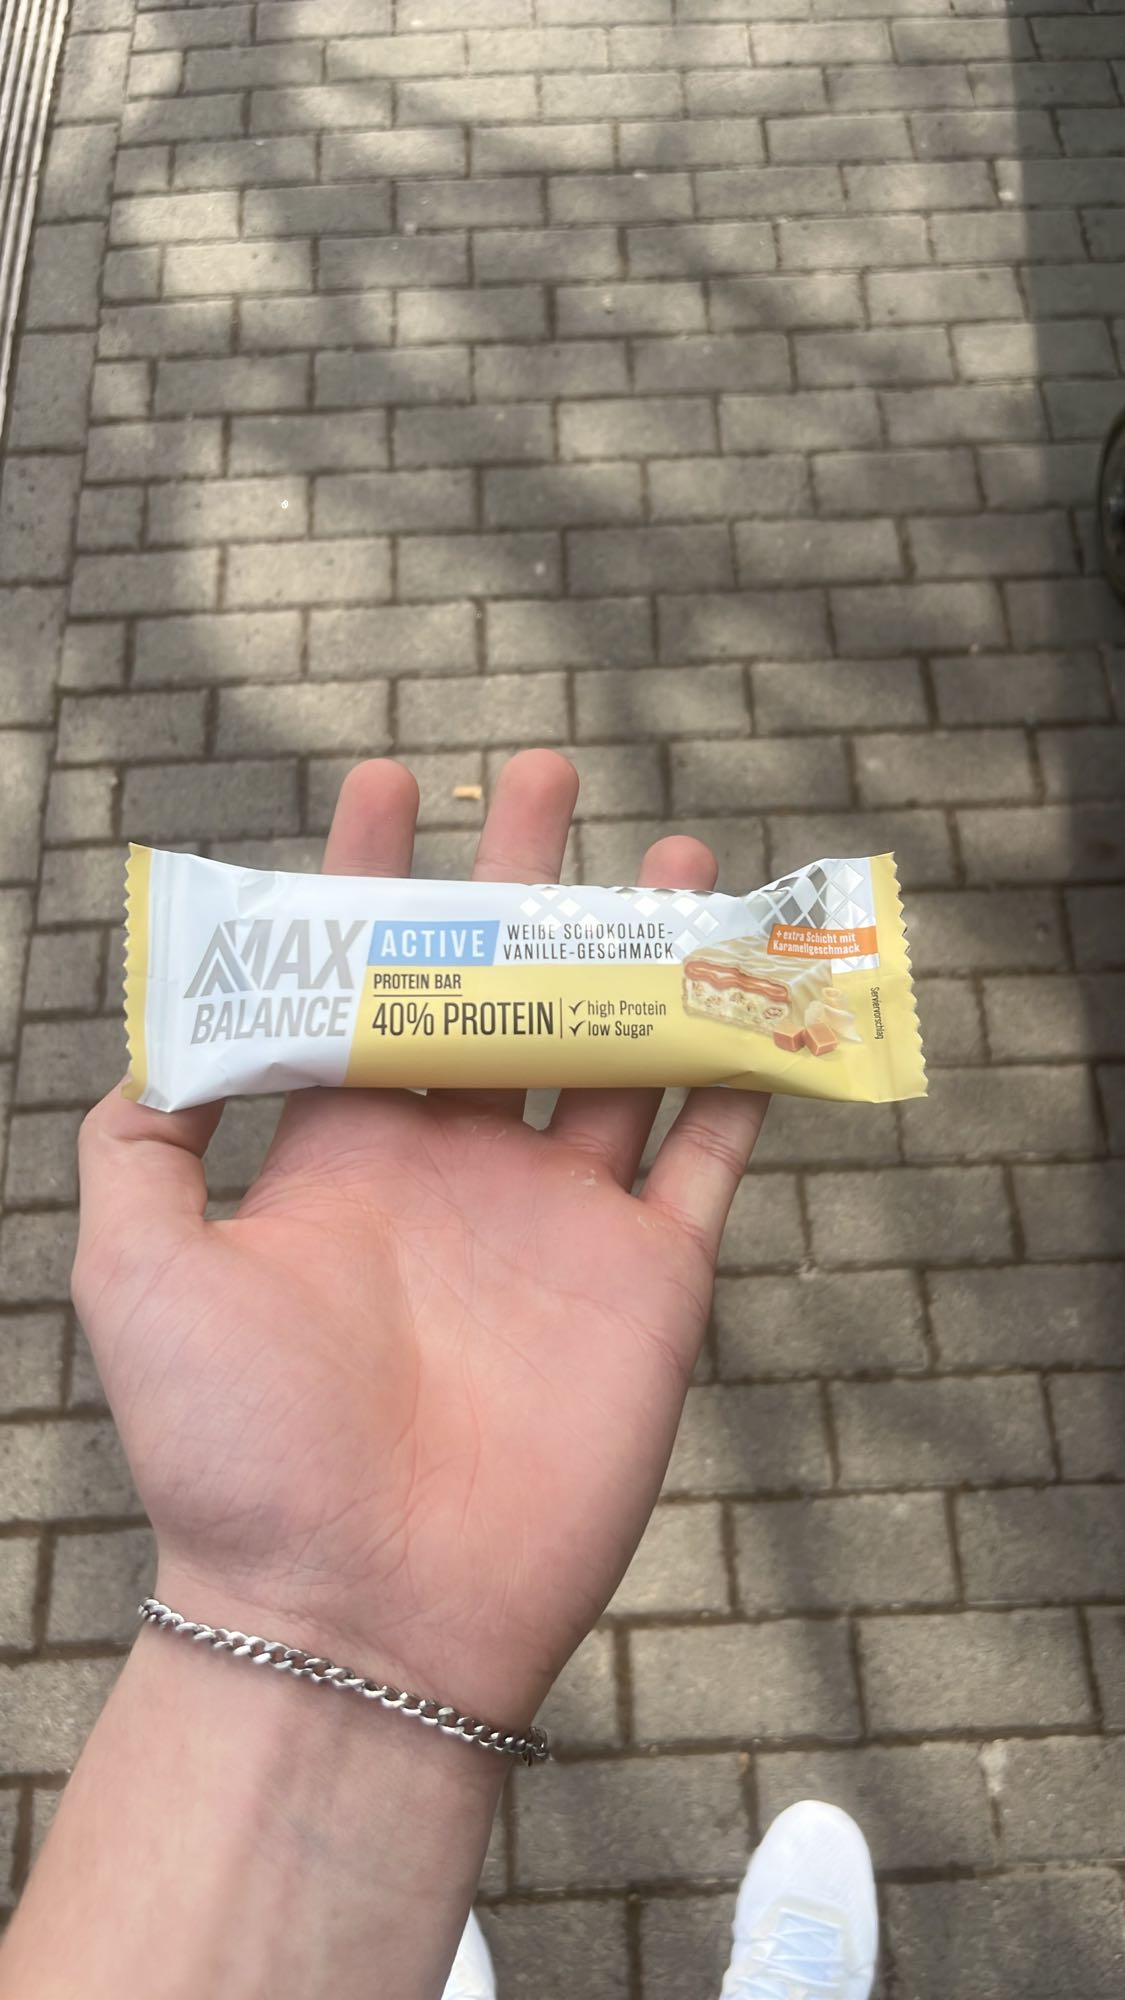 MAX
BALANCE
ACTIVE
WEIßE SCHOKOLADE-
VANILLE-GESCHMACK
PROTEIN BAR
40% PROTEIN
✓high Protein
✓low Sugar
+ extra Schicht mit
Karamellgeschmack
Serviervorschlag